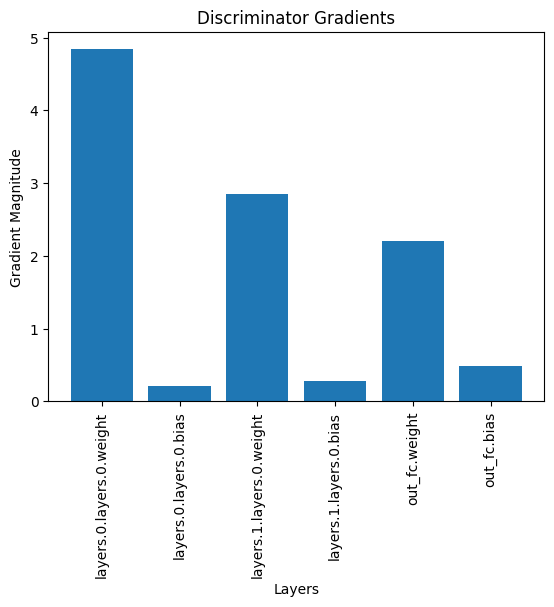 Discriminator Gradients
Gradient Magnitude
5
4
3
2
1
0
layers.0.layers.0.weight
layers.0.layers.0.bias
layers.1.layers.0.weight
layers.1.layers.0.bias
out_fc.weight
out_fc.bias
Layers